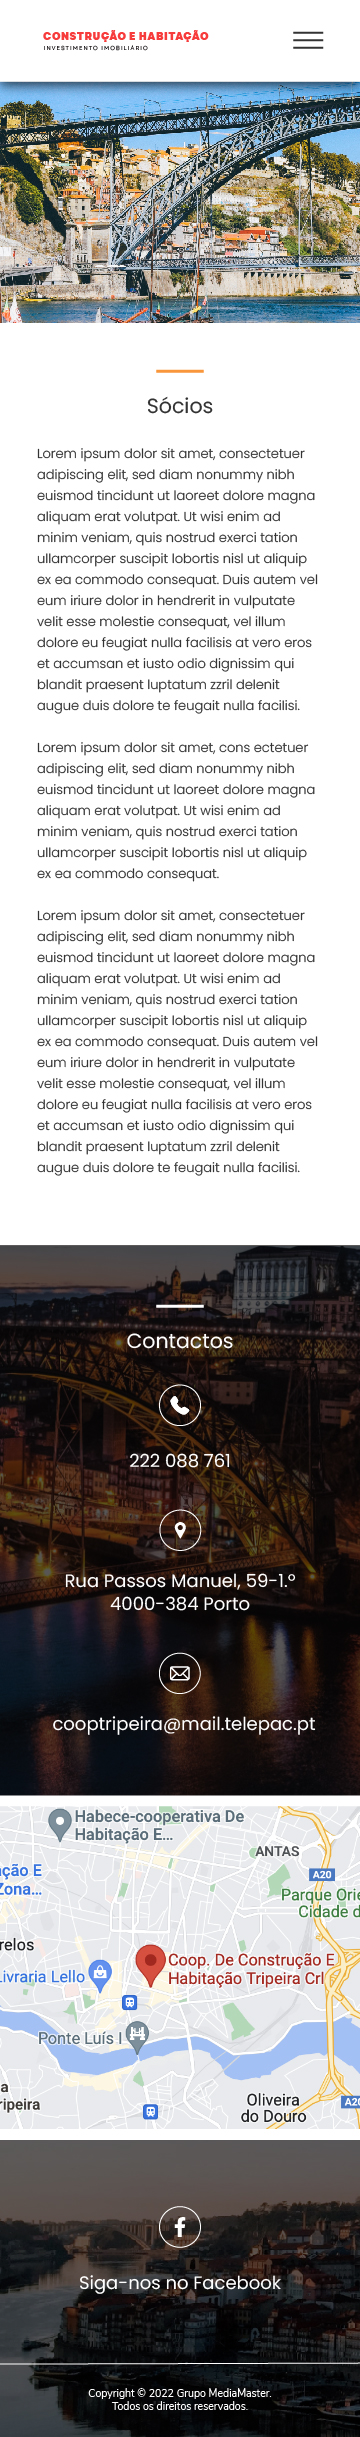 CONSTRUÇÃO E HABITAÇÃO
INVESTIMENTO IMOBILIÁRIO
Sócios
Lorem ipsum dolor sit amet, consectetuer
adipiscing elit, sed diam nonummy nibh
euismod tincidunt ut laoreet dolore magna
aliquam erat volutpat. Ut wisi enim ad
minim veniam, quis nostrud exerci tation
ullamcorper suscipit lobortis nisl ut aliquip
ex ea commodo consequat. Duis autem vel
eum iriure dolor in hendrerit in vulputate
velit esse molestie consequat, vel illum
dolore eu feugiat nulla facilisis at vero eros
et accumsan et iusto odio dignissim qui
blandit praesent luptatum zzril delenit
augue duis dolore te feugait nulla facilisi.
Lorem ipsum dolor sit amet, cons ectetuer
adipiscing elit, sed diam nonummy nibh
euismod tincidunt ut laoreet dolore magna
aliquam erat volutpat. Ut wisi enim ad
minim veniam, quis nostrud exerci tation
ullamcorper suscipit lobortis nisl ut aliquip
ex ea commodo consequat.
Lorem ipsum dolor sit amet, consectetuer
adipiscing elit, sed diam nonummy nibh
euismod tincidunt ut laoreet dolore magna
aliquam erat volutpat. Ut wisi enim ad
minim veniam, quis nostrud exerci tation
ullamcorper suscipit lobortis nisl ut aliquip
ex ea commodo consequat. Duis autem vel
eum iriure dolor in hendrerit in vulputate
velit esse molestie consequat, vel illum
dolore eu feugiat nulla facilisis at vero eros
et accumsan et iusto odio dignissim qui
blandit praesent luptatum zzril delenit
augue duis dolore te feugait nulla facilisi.
Contactos
222 088 761
Rua Passos Manuel, 59-1.º
4000-384 Porto
cooptripeira@mail.telepac.pt
Habece-cooperativa De
Habitação E...
ANTAS
ção E
Zona...
A20
Parque Orie
Cidade d
relos
Coop. De Construção E
Habitação Tripeira Crl
Livraria Lello
Ponte Luís I
a
ripeira
Oliveira
do Douro
A20
Siga-nos no Facebook
Copyright © 2022 Grupo MediaMaster.
Todos os direitos reservados.